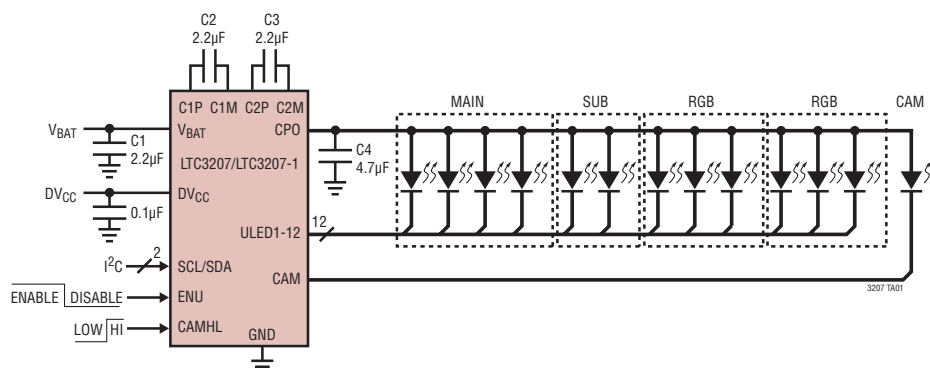 C2
2.2µF
C3
2.2µF
C1P C1M C2P C2M
MAIN
SUB
RGB
RGB
CAM
VBAT
VBAT
CPO
C1
2.2µF
LTC3207/LTC3207-1
C4
4.7µF
DVCC
DVCC
0.1µF
ULED1-12
12
I2C
2
SCL/SDA
CAM
3207 TA01
ENABLE DISABLE
ENU
LOW HI
CAMHL
GND